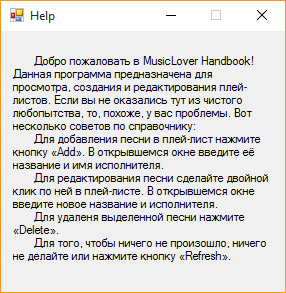 Help
Добро пожаловать в MusicLover Handbook!
Данная программа предназначена для
просмотра, создания и редактирования плей-
листов. Если вы не оказались тут из чистого
любопытства, то, похоже, у вас проблемы. Вот
несколько советов по справочнику:
Для добавления песни в плей-лист нажмите
кнопку «Add». В открывшемся окне введите её
название и имя исполнителя.
Для редактирования песни сделайте двойной
клик по ней в плей-листе. В открывшемся окне
введите новое название и исполнителя.
Для удаленя выделенной песни нажмите
«Delete».
Для того, чтобы ничего не произошло, ничего
не делайте или нажмите кнопку «Refresh».